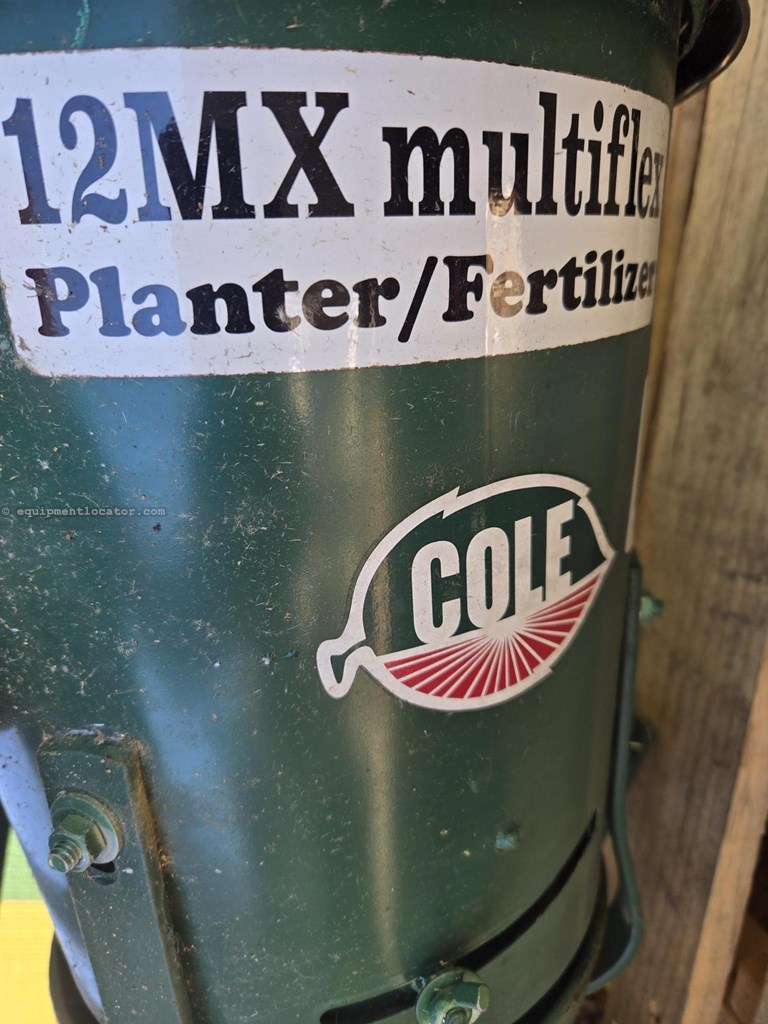 12MX multiflex
Planter/Fertilizer
© equipmentlocator.com
COLE